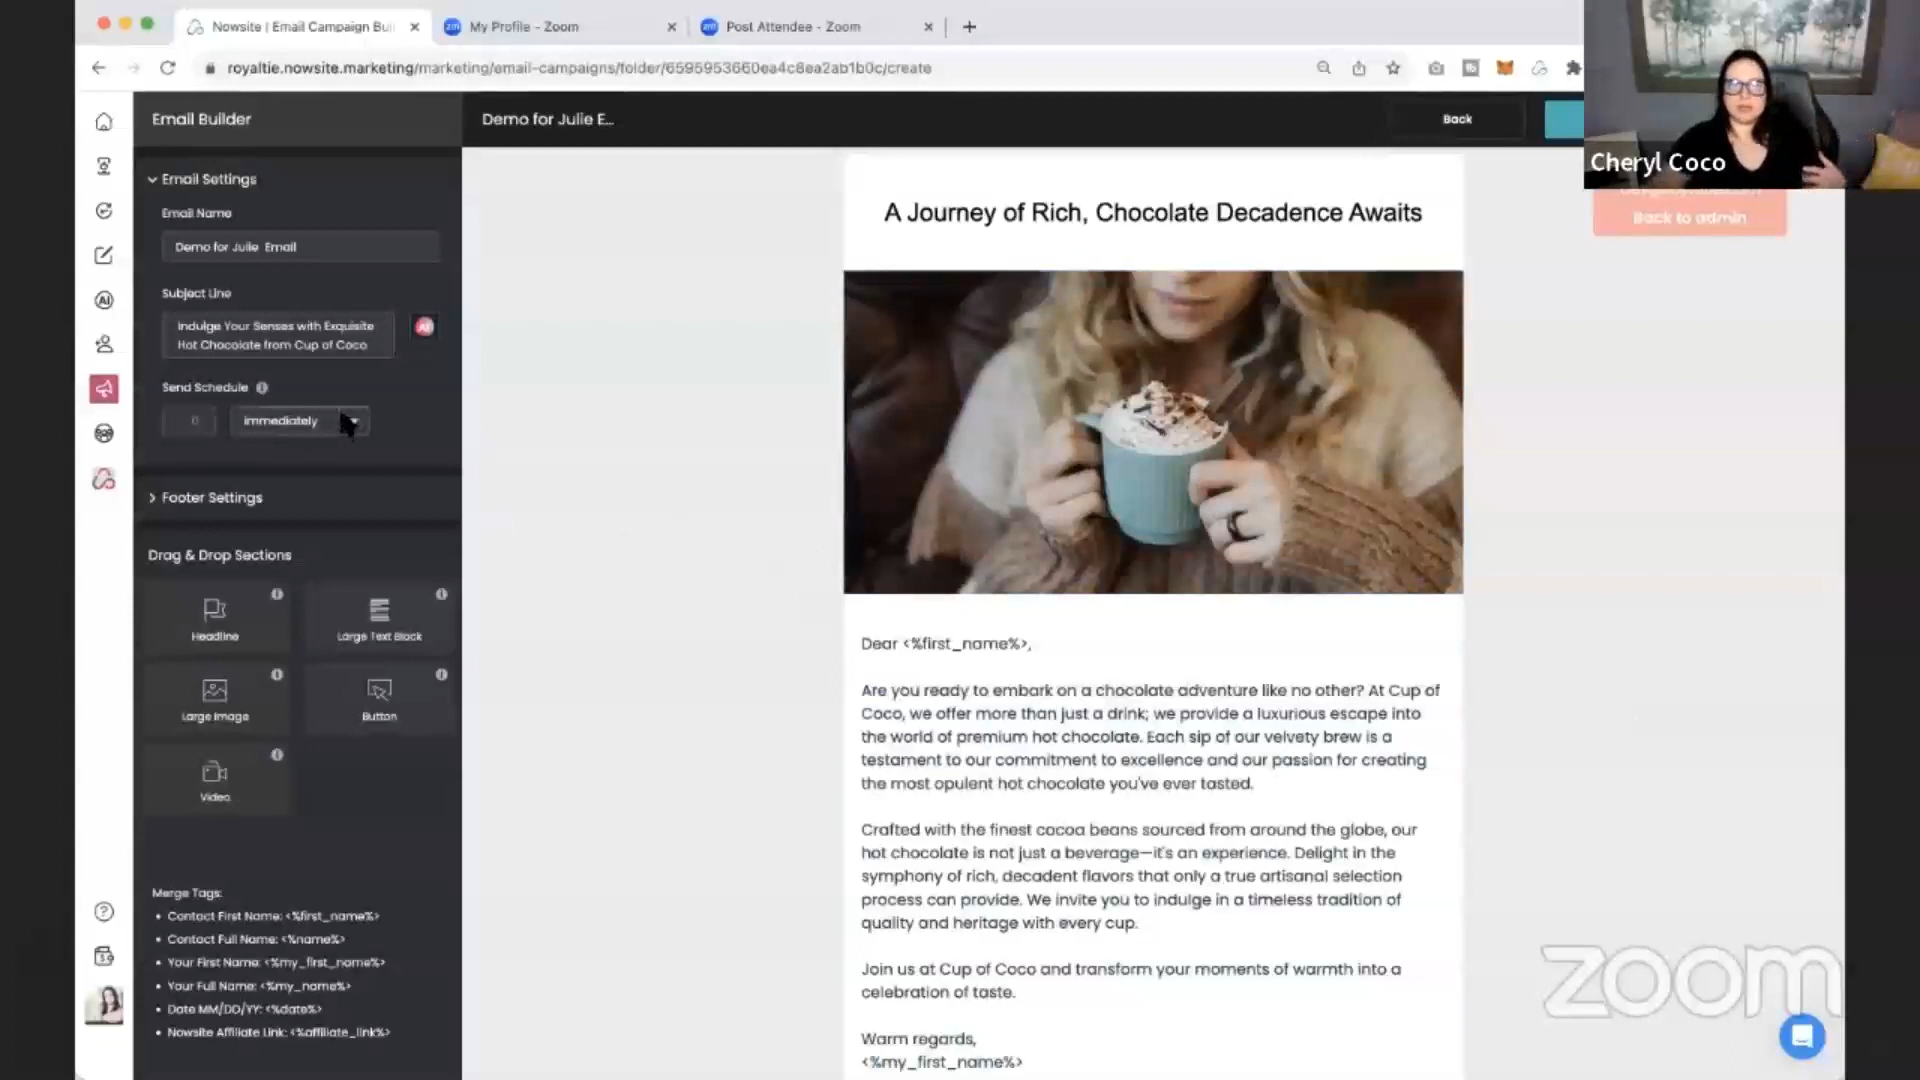 Nowsite | Email Campaign Buil
My Profile - Zoom
Post Attendee - Zoom
royaltie.nowsite.marketing/marketing/email-campaigns/folder/6595953660ea4c8ea2ab1b0c/create
Email Builder
Demo for Julie E...
Back
Cheryl Coco
Back to admin
Email Settings
Email Name
Demo for Julie Email
Subject Line
Indulge Your Senses with Exquisite
Hot Chocolate from Cup of Coco
AI
Send Schedule
0
immediately
Footer Settings
Drag & Drop Sections
Headline
Large Text Block
Large Image
Button
Video
Merge Tags:
• Contact First Name: <%first_name%>
• Contact Full Name: <%name%>
• Your First Name: <%my_first_name%>
• Your Full Name: <%my_name%>
• Date MM/DD/YY: <%date%>
• Nowsite Affiliate Link: <%affiliate_link%>
A Journey of Rich, Chocolate Decadence Awaits
Dear <%first_name%>,
Are you ready to embark on a chocolate adventure like no other? At Cup of
Coco, we offer more than just a drink; we provide a luxurious escape into
the world of premium hot chocolate. Each sip of our velvety brew is a
testament to our commitment to excellence and our passion for creating
the most opulent hot chocolate you've ever tasted.
Crafted with the finest cocoa beans sourced from around the globe, our
hot chocolate is not just a beverage—it's an experience. Delight in the
symphony of rich, decadent flavors that only a true artisanal selection
process can provide. We invite you to indulge in a timeless tradition of
quality and heritage with every cup.
Join us at Cup of Coco and transform your moments of warmth into a
celebration of taste.
Warm regards,
<%my_first_name%>
zoom